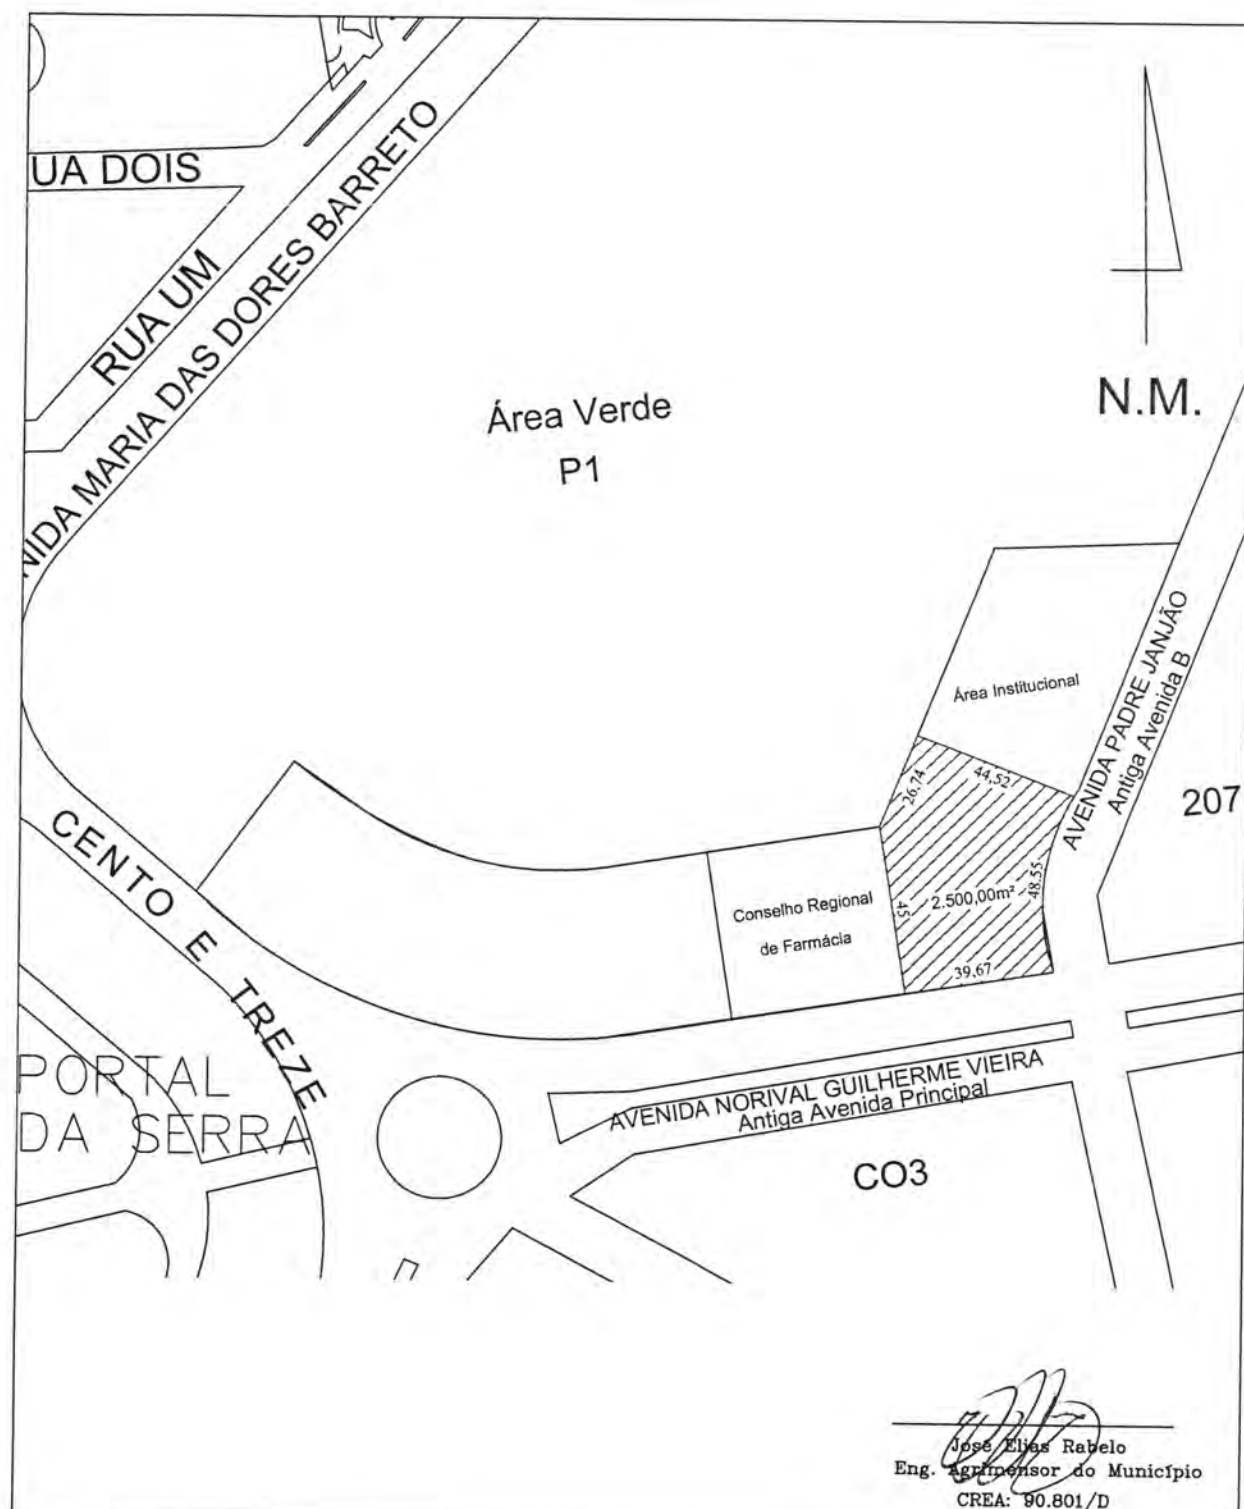 UA DOIS
RUA UM
NIDA MARIA DAS DORES BARRETO
Área Verde
P1
N.M.
Área Institucional
AVENIDA PADRE JANJÃO
Antiga Avenida B
207
26,74
44,52
48.55
2.500,00m²
45
39,67
Conselho Regional
de Farmácia
CENTO E TREZE
PORTAL
DA SERRA
AVENIDA NORIVAL GUILHERME VIEIRA
Antiga Avenida Principal
CO3
José Elias Rabelo
Eng. Agrimensor do Município
CREA: 90.801/D